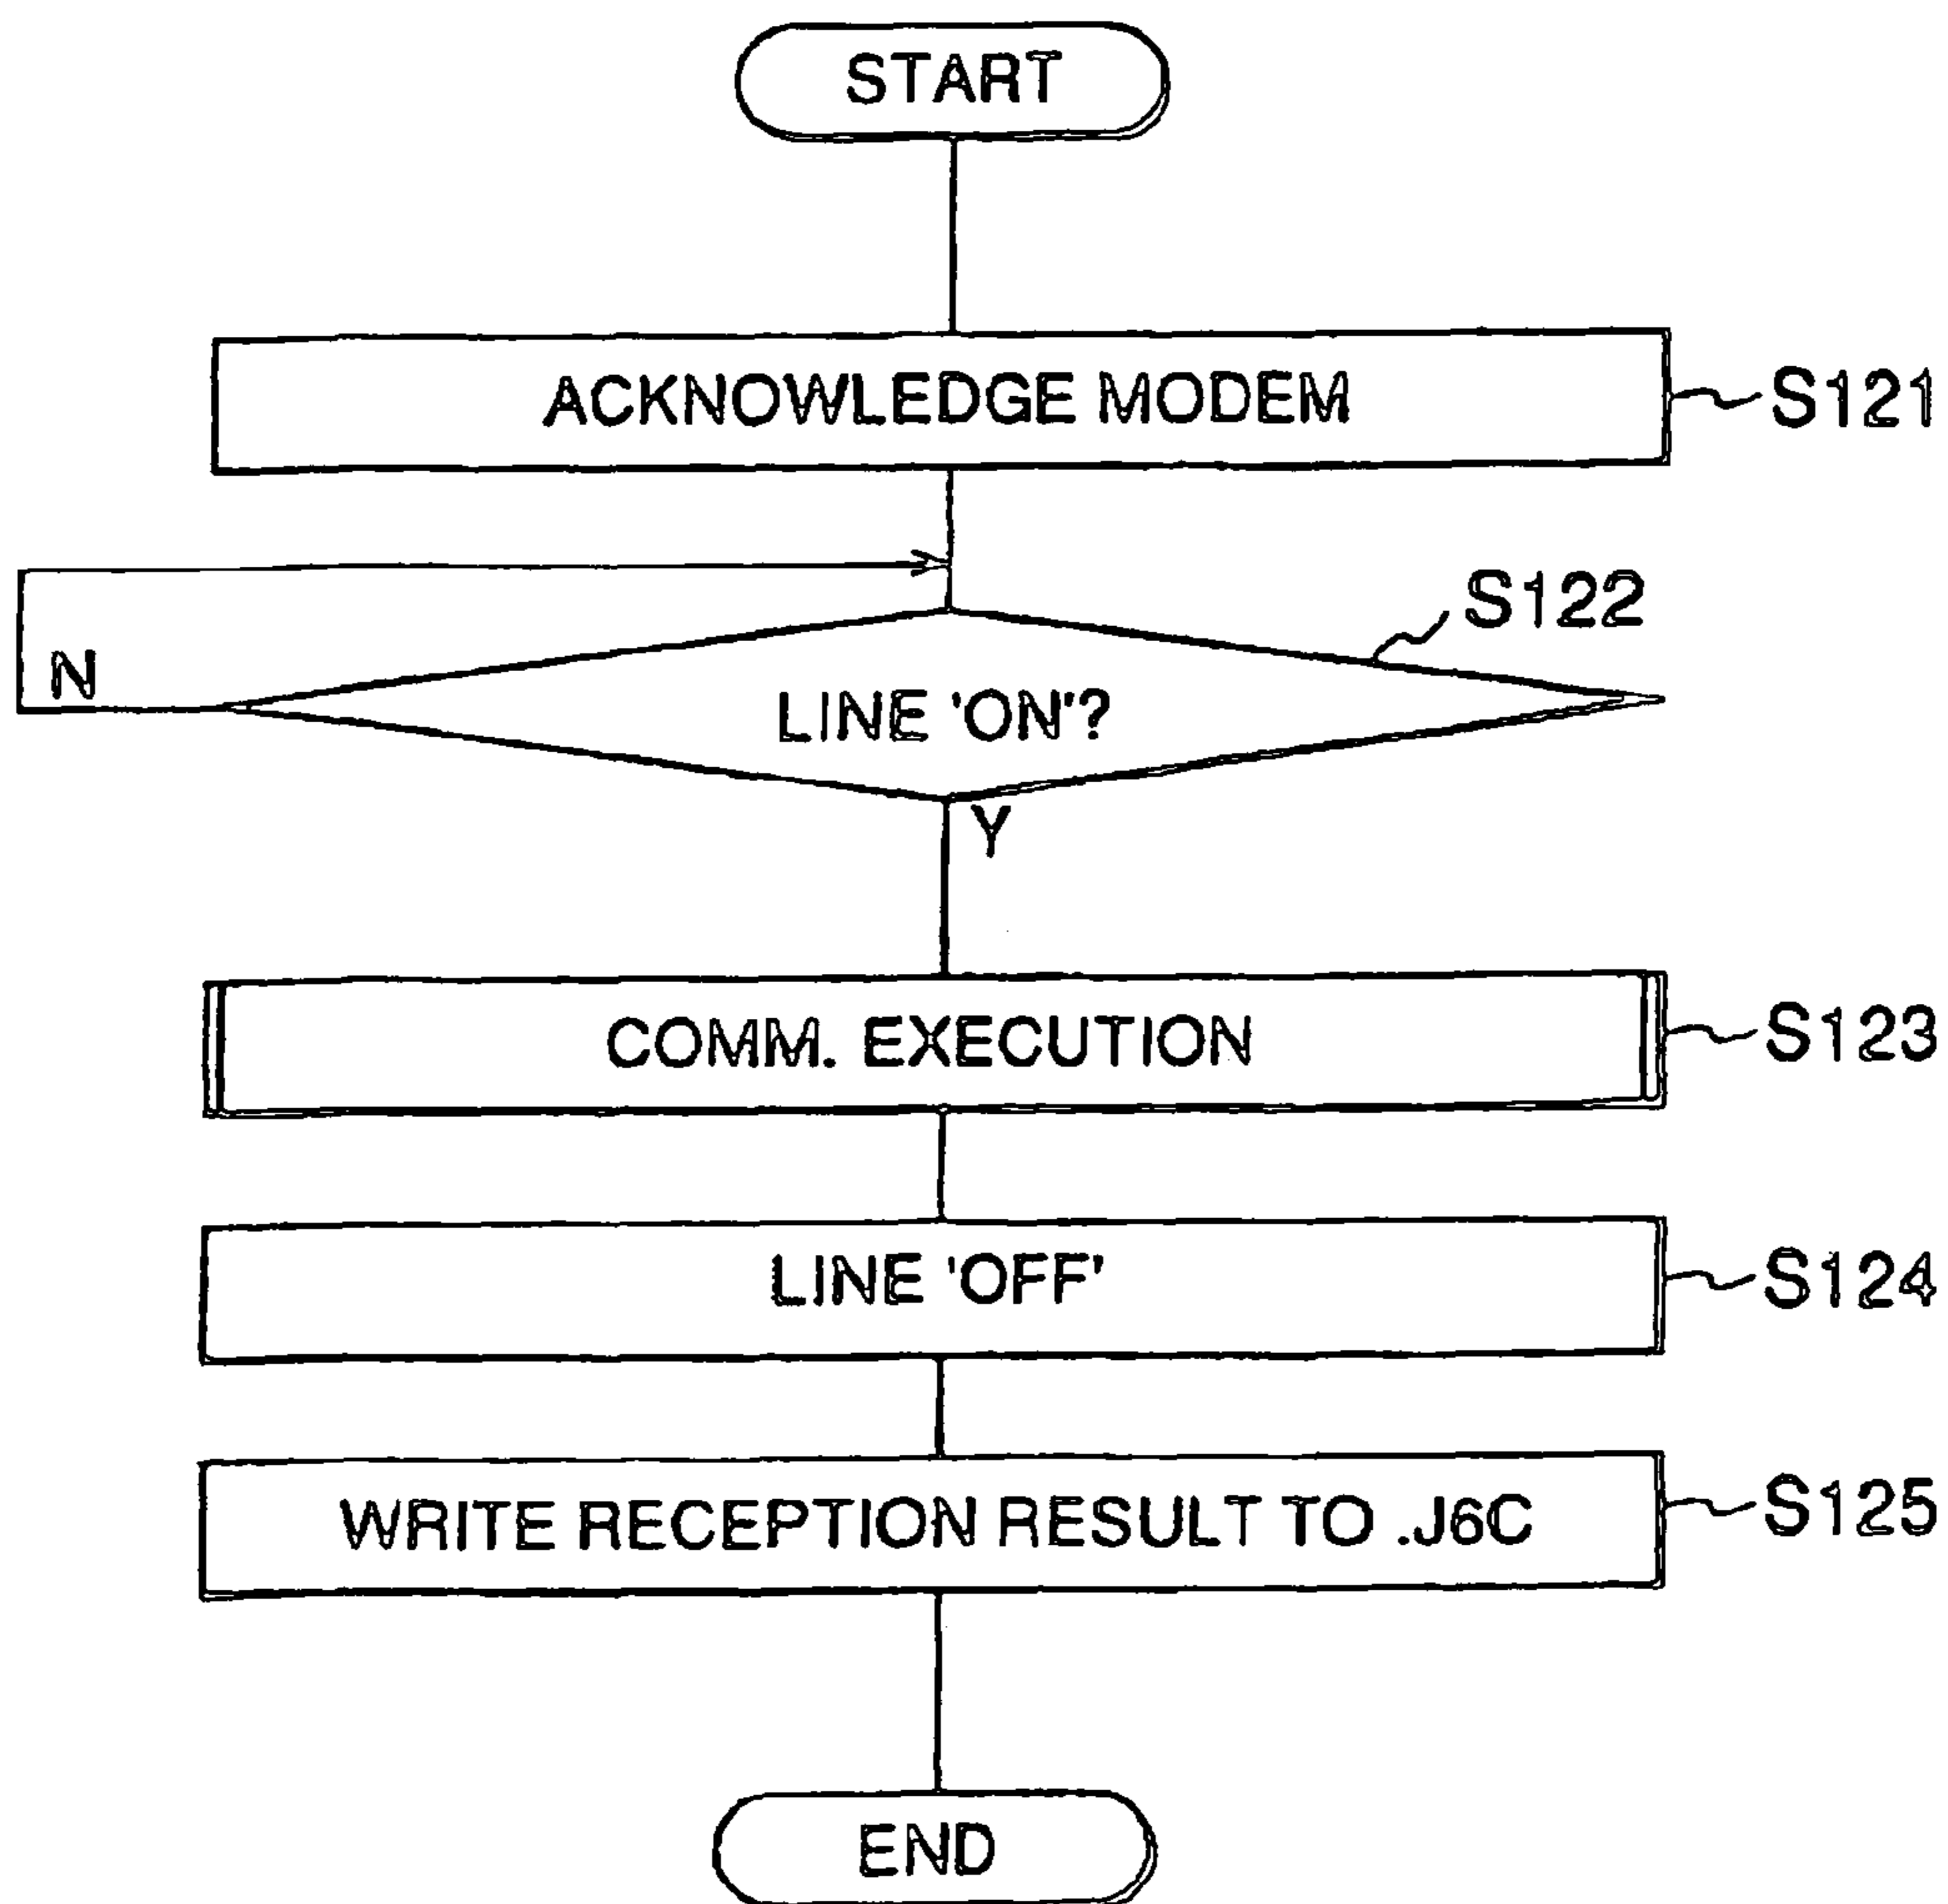 START
ACKNOWLEDGE MODEM
S121
S122
N
LINE 'ON'?
Y
COMM. EXECUTION
S123
LINE 'OFF'
S124
WRITE RECEPTION RESULT TO .J6C
S125
END